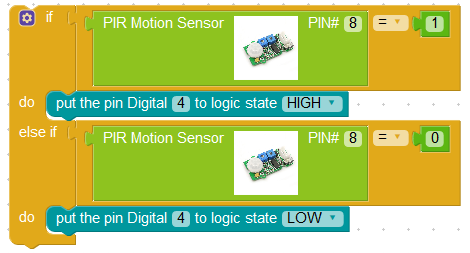 if PIR Motion Sensor PIN# 8 = 1
do put the pin Digital 4 to logic state HIGH
else if PIR Motion Sensor PIN# 8 = 0
do put the pin Digital 4 to logic state LOW